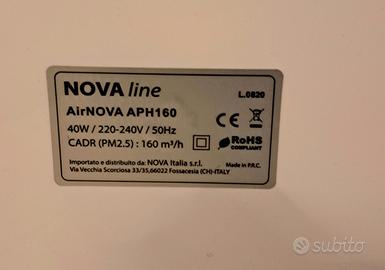 NOVA line
L.0820
AirNOVA APH160
40W / 220-240V / 50Hz
CADR (PM2.5) : 160 m³/h
CE
RoHS
COMPLIANT
Importato e distribuito da: NOVA Italia s.r.l.
Via Vecchia Scorciosa 33/35,66022 Fossacesia (CH)-ITALY
Made in P.R.C.
subito